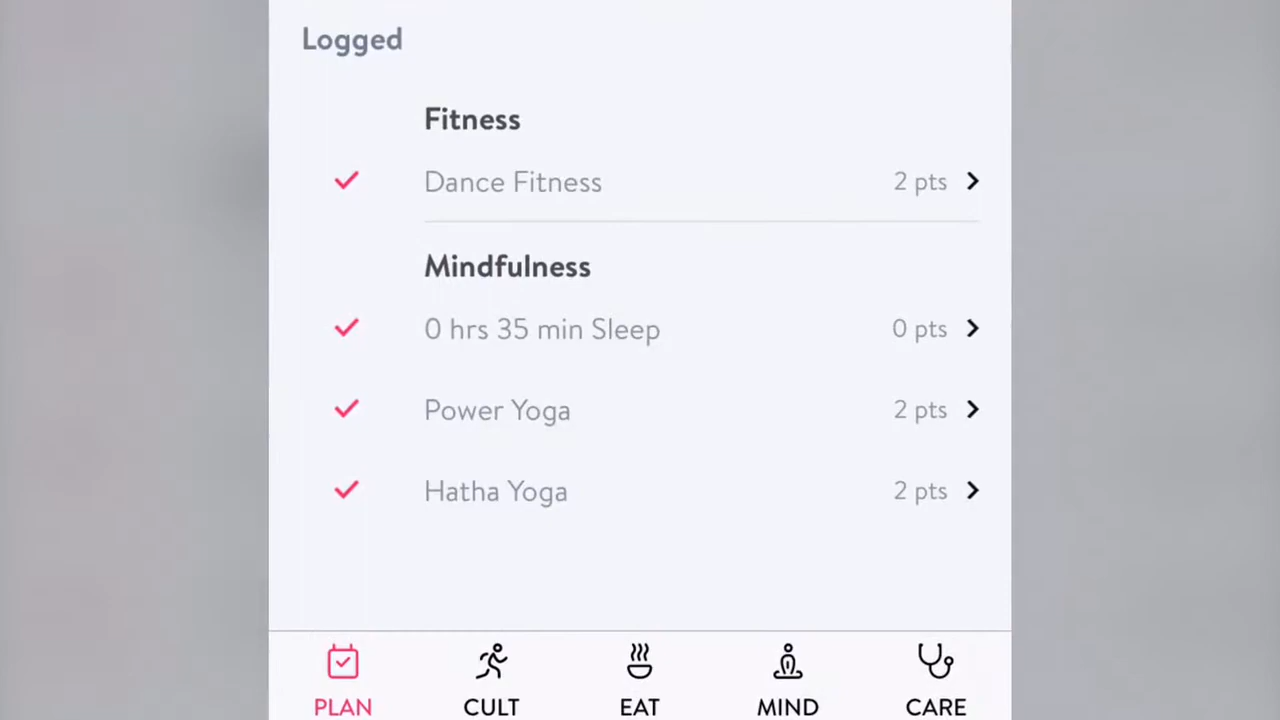 Logged
Fitness
Dance Fitness 2 pts
Mindfulness
0 hrs 35 min Sleep 0 pts
Power Yoga 2 pts
Hatha Yoga 2 pts
PLAN CULT EAT MIND CARE